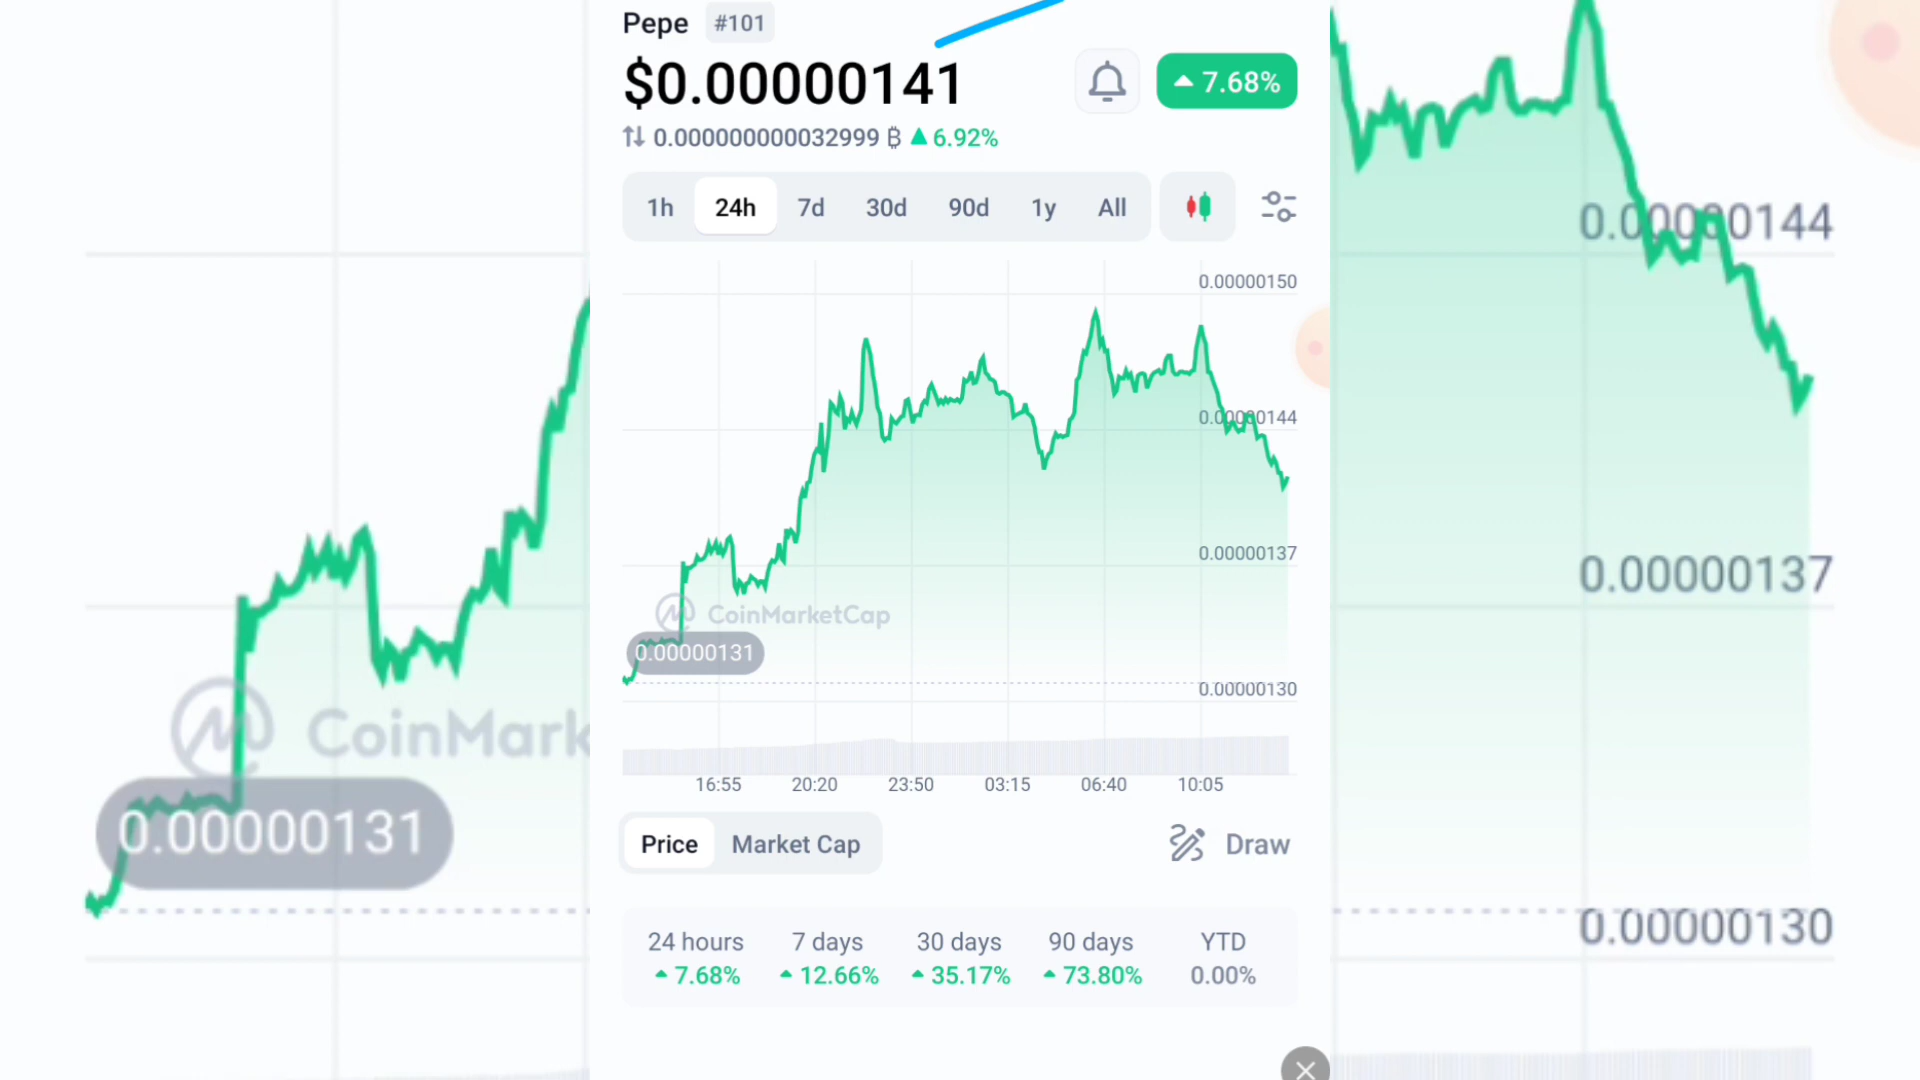 Pepe #101
$0.00000141
7.68%
0.000000000032999 ₿ 6.92%
1h 24h 7d 30d 90d 1y All
0.00000150
0.00000144
0.00000137
CoinMarketCap
0.00000131
0.00000130
16:55 20:20 23:50 03:15 06:40 10:05
Price Market Cap Draw
24 hours 7 days 30 days 90 days YTD
7.68% 12.66% 35.17% 73.80% 0.00%
CoinMark
0.00000131
0.00000144
0.00000137
0.00000130